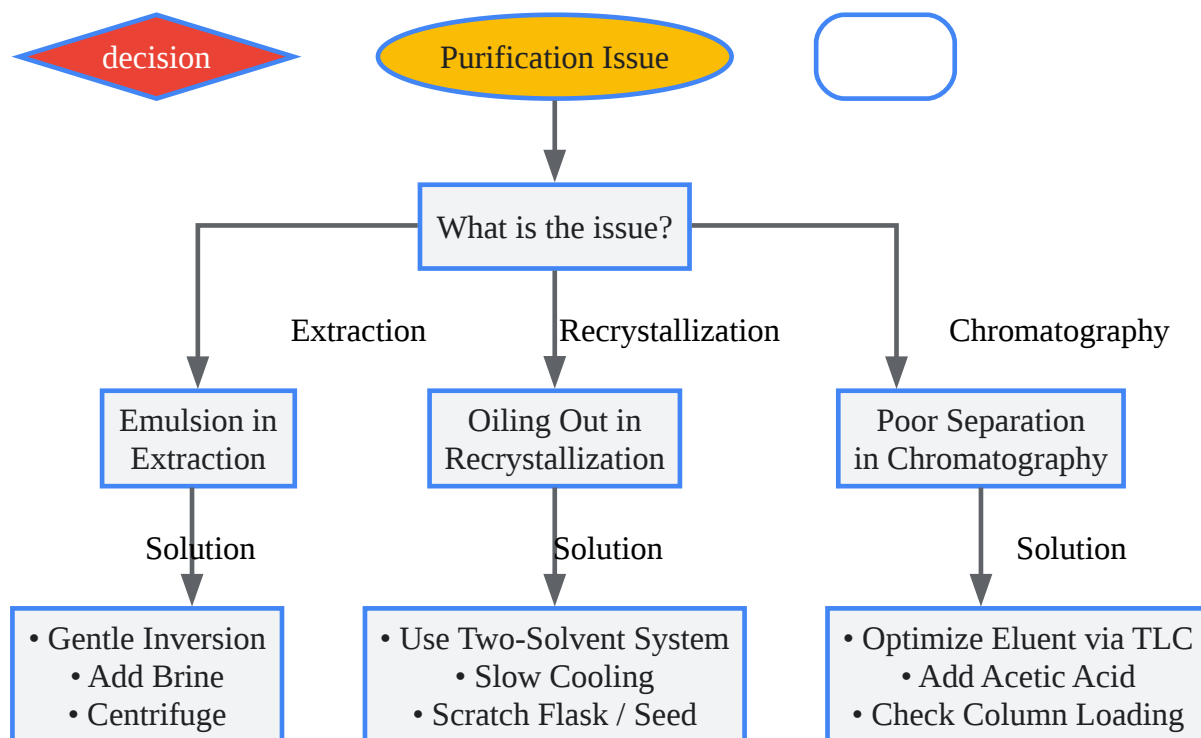 decision
Purification Issue
What is the issue?
Extraction
Recrystallization
Chromatography
Emulsion in
Extraction
Oiling Out in
Recrystallization
Poor Separation
in Chromatography
Solution
Solution
Solution
• Gentle Inversion
• Add Brine
• Centrifuge
• Use Two-Solvent System
• Slow Cooling
• Scratch Flask / Seed
• Optimize Eluent via TLC
• Add Acetic Acid
• Check Column Loading